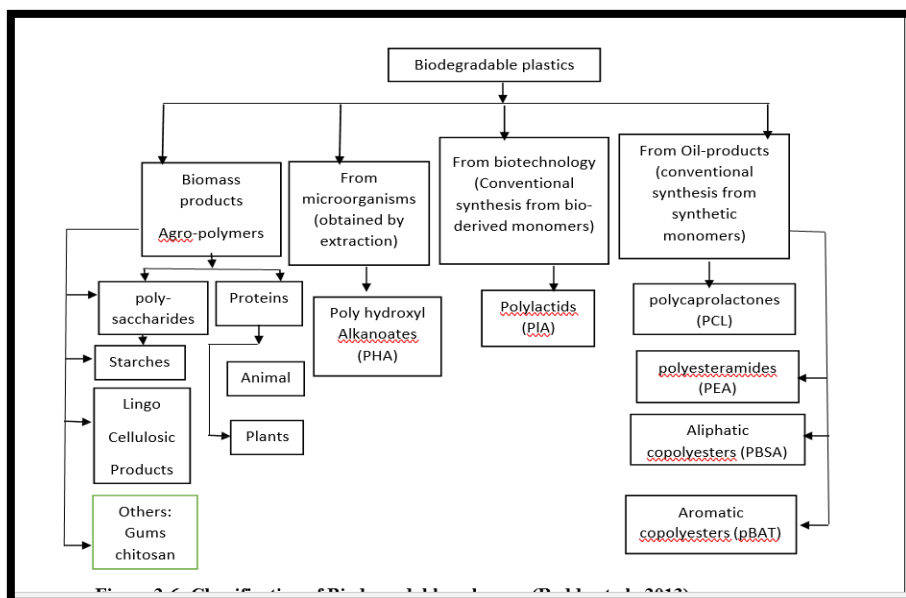 Biodegradable plastics
Biomass
products
Agro-polymers
From
microorganisms
(obtained by
extraction)
From biotechnology
(Conventional
synthesis from bio-
derived monomers)
From Oil-products
(conventional
synthesis from
synthetic
monomers)
poly-
saccharides
Proteins
Poly hydroxyl
Alkanoates
(PHA)
Polylactids
(PlA)
polycaprolactones
(PCL)
Starches
Animal
polyesteramides
(PEA)
Lingo
Cellulosic
Products
Plants
Aliphatic
copolyesters (PBSA)
Others:
Gums
chitosan
Aromatic
copolyesters (pBAT)